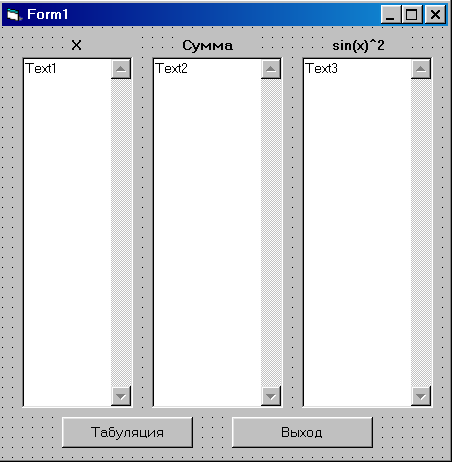 Form1
X Сумма sin(x)^2
Text1 Text2 Text3
Табуляция Выход